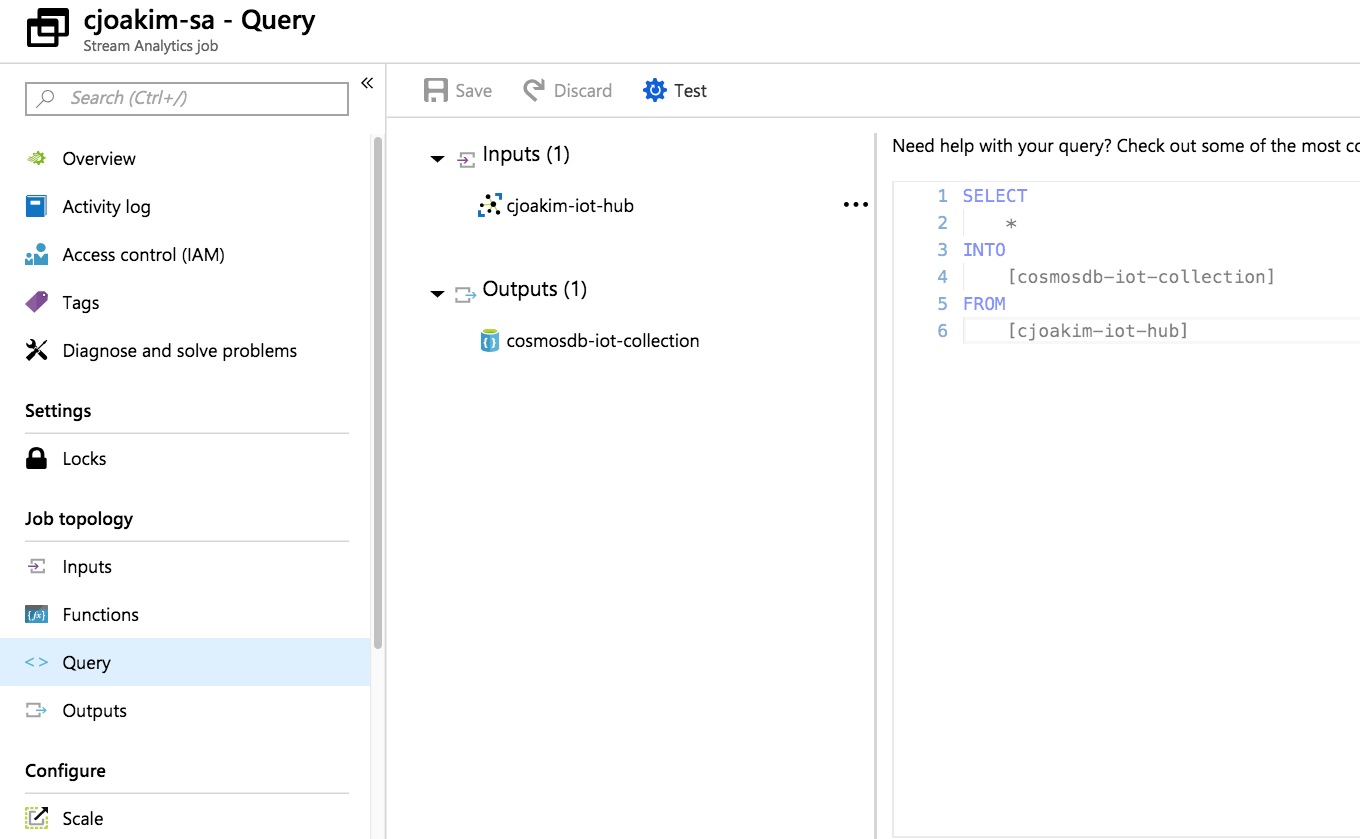 cjoakim-sa - Query
Stream Analytics job
Search (Ctrl+/)
«
Overview
Activity log
Access control (IAM)
Tags
Diagnose and solve problems
Settings
Locks
Job topology
Inputs
Functions
<> Query
Outputs
Configure
Scale
Save
Discard
Test
Inputs (1)
cjoakim-iot-hub
...
Outputs (1)
cosmosdb-iot-collection
Need help with your query? Check out some of the most
1 SELECT
2 *
3 INTO
4 [cosmosdb-iot-collection]
5 FROM
6 [cjoakim-iot-hub]